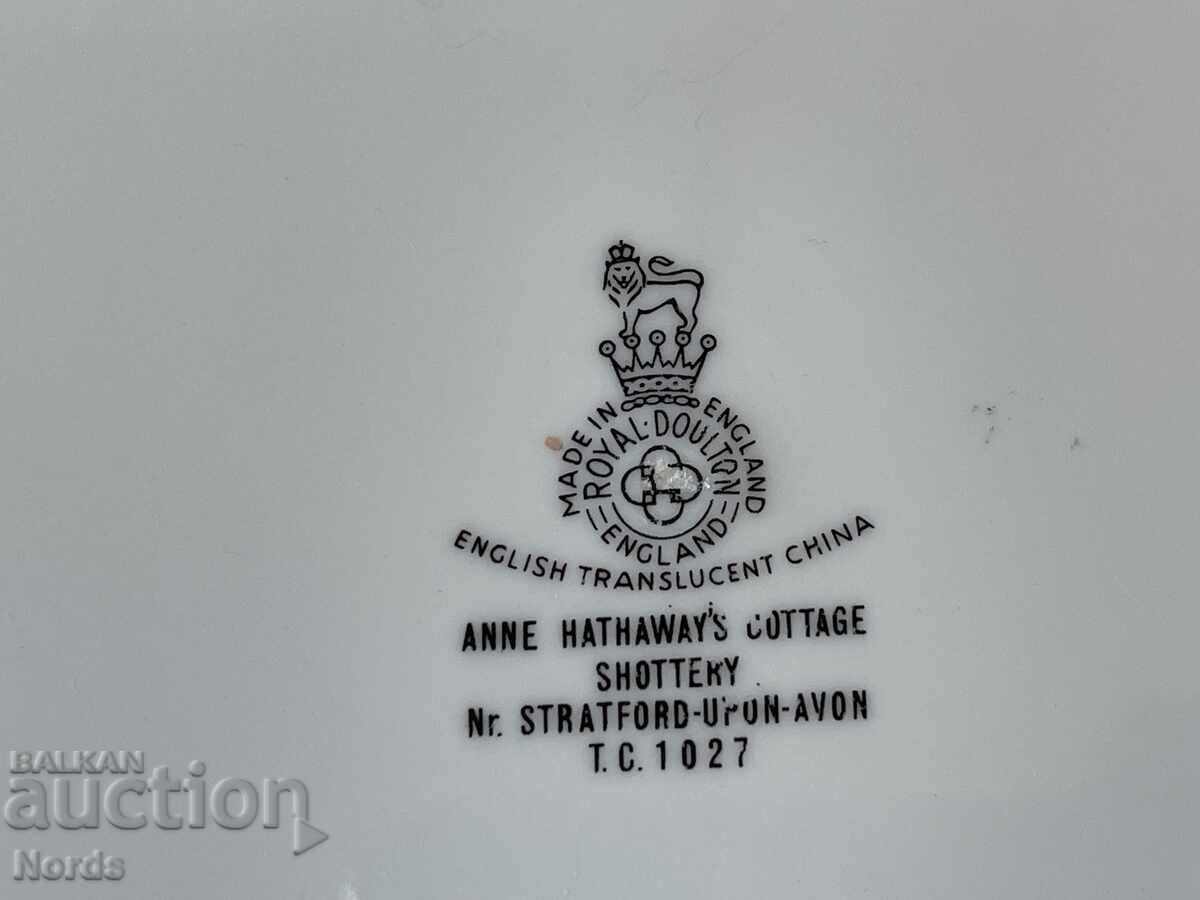 MADE IN ENGLAND
ROYAL·DOULTON
ENGLAND
ENGLISH TRANSLUCENT CHINA
ANNE HATHAWAY'S COTTAGE
SHOTTERY
Nr. STRATFORD-UPON-AVON
T.C.1027
BALKAN
auction
Nords